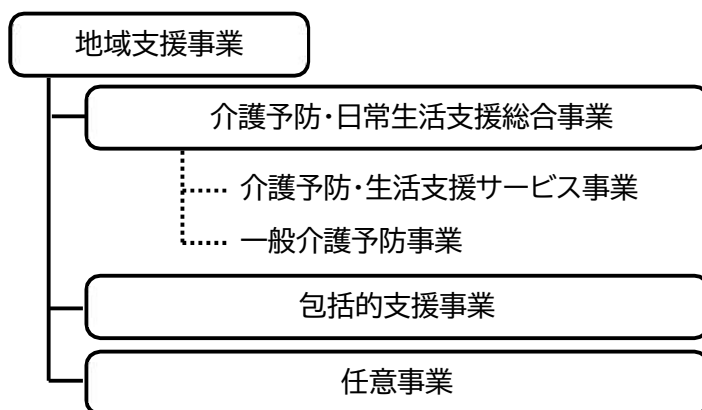 地域支援事業
介護予防・日常生活支援総合事業
介護予防・生活支援サービス事業
一般介護予防事業
包括的支援事業
任意事業